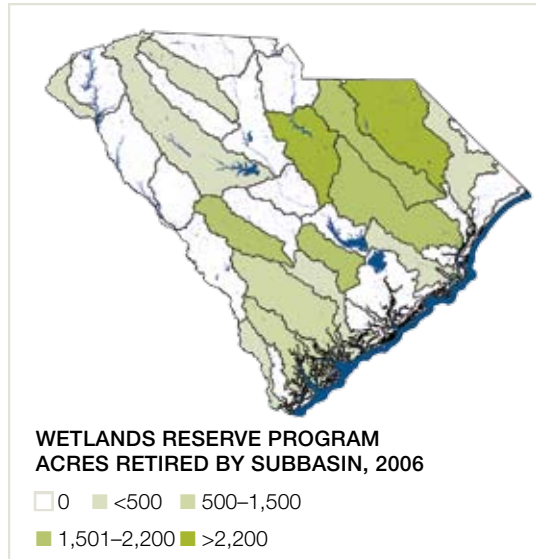 WETLANDS RESERVE PROGRAM
ACRES RETIRED BY SUBBASIN, 2006
0 <500 500–1,500
1,501–2,200 >2,200